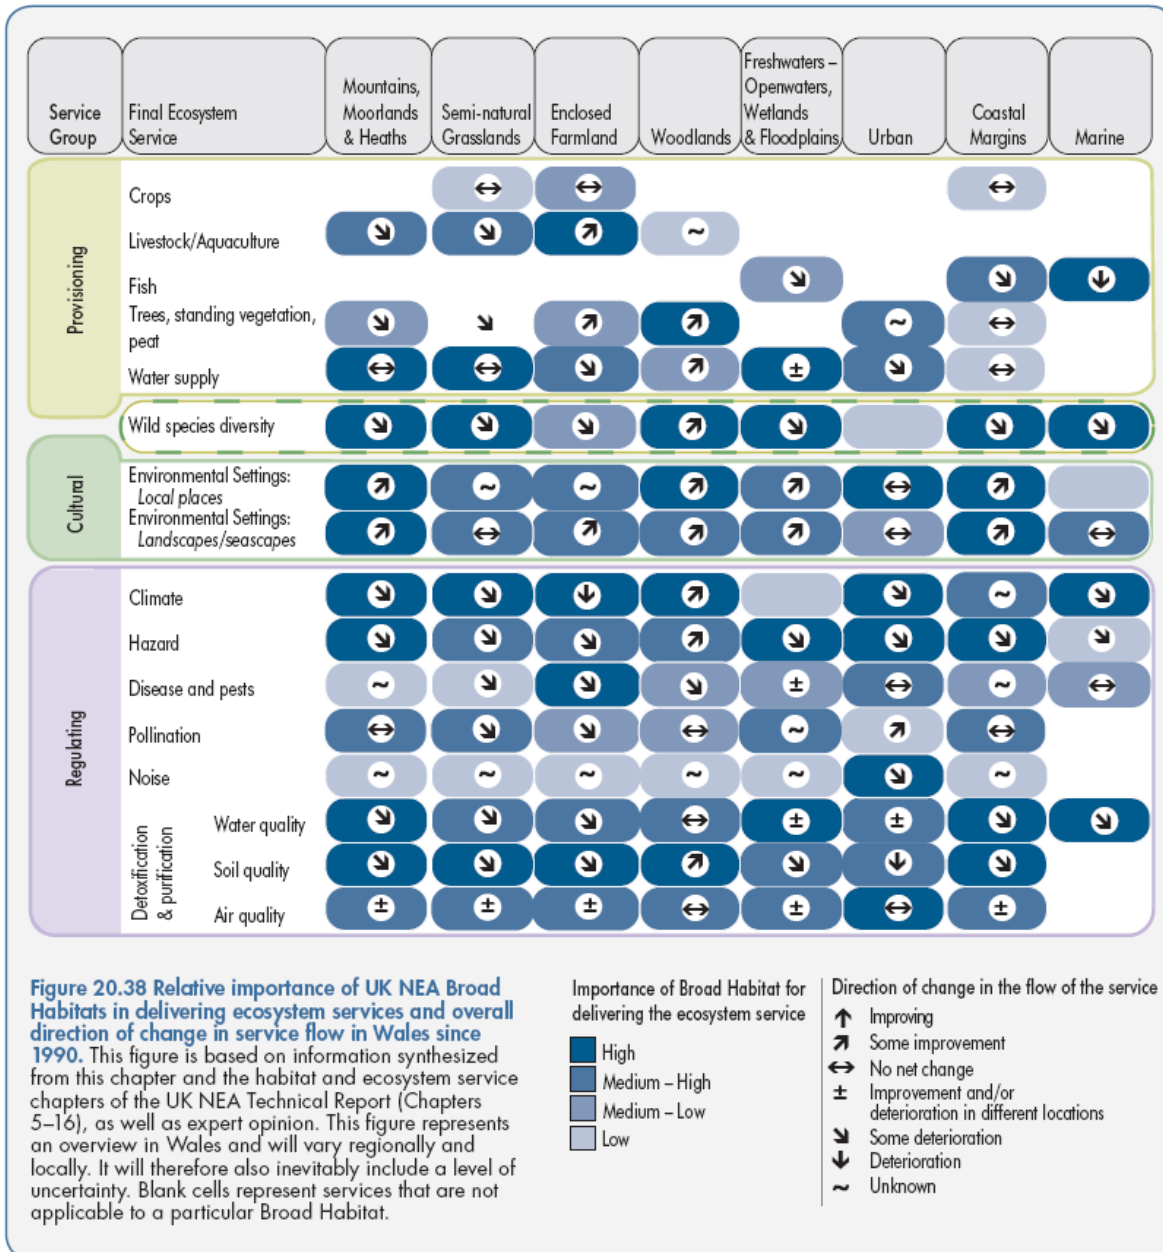 Service
Group
Final Ecosystem
Service
Mountains,
Moorlands
& Heaths
Semi-natural
Grasslands
Enclosed
Farmland
Woodlands
Freshwaters –
Openwaters,
Wetlands
& Floodplains
Urban
Coastal
Margins
Marine
Provisioning
Crops
Livestock/Aquaculture
Fish
Trees, standing vegetation,
peat
Water supply
Wild species diversity
Cultural
Environmental Settings:
Local places
Environmental Settings:
Landscapes/seascapes
Regulating
Climate
Hazard
Disease and pests
Pollination
Noise
Detoxification
& purification
Water quality
Soil quality
Air quality
Figure 20.38 Relative importance of UK NEA Broad
Habitats in delivering ecosystem services and overall
direction of change in service flow in Wales since
1990. This figure is based on information synthesized
from this chapter and the habitat and ecosystem service
chapters of the UK NEA Technical Report (Chapters
5–16), as well as expert opinion. This figure represents
an overview in Wales and will vary regionally and
locally. It will therefore also inevitably include a level of
uncertainty. Blank cells represent services that are not
applicable to a particular Broad Habitat.
Importance of Broad Habitat for
delivering the ecosystem service
High
Medium – High
Medium – Low
Low
Direction of change in the flow of the service
↑ Improving
↗ Some improvement
↔ No net change
± Improvement and/or
deterioration in different locations
↘ Some deterioration
↓ Deterioration
~ Unknown